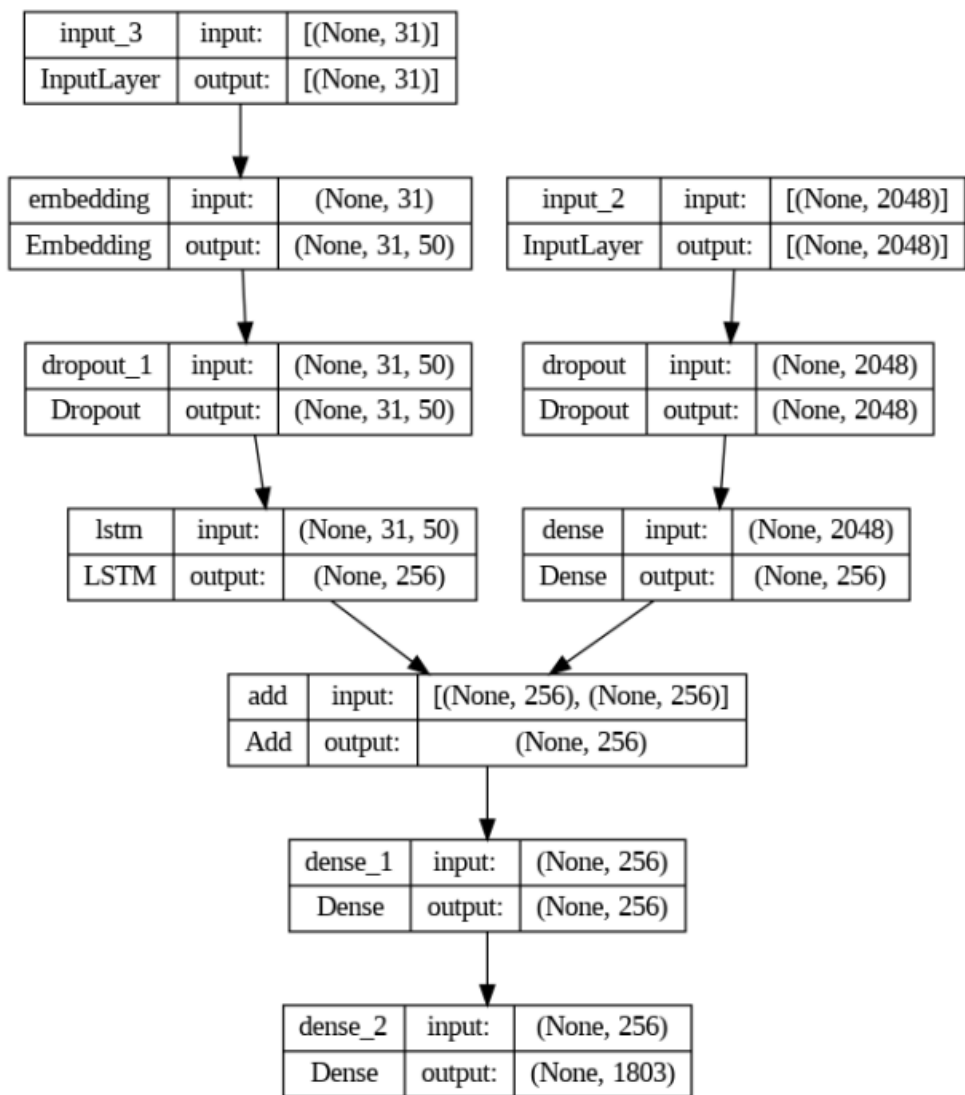 input_3 input: [(None, 31)]
InputLayer output: [(None, 31)]
embedding input: (None, 31)
Embedding output: (None, 31, 50)
input_2 input: [(None, 2048)]
InputLayer output: [(None, 2048)]
dropout_1 input: (None, 31, 50)
Dropout output: (None, 31, 50)
dropout input: (None, 2048)
Dropout output: (None, 2048)
lstm input: (None, 31, 50)
LSTM output: (None, 256)
dense input: (None, 2048)
Dense output: (None, 256)
add input: [(None, 256), (None, 256)]
Add output: (None, 256)
dense_1 input: (None, 256)
Dense output: (None, 256)
dense_2 input: (None, 256)
Dense output: (None, 1803)